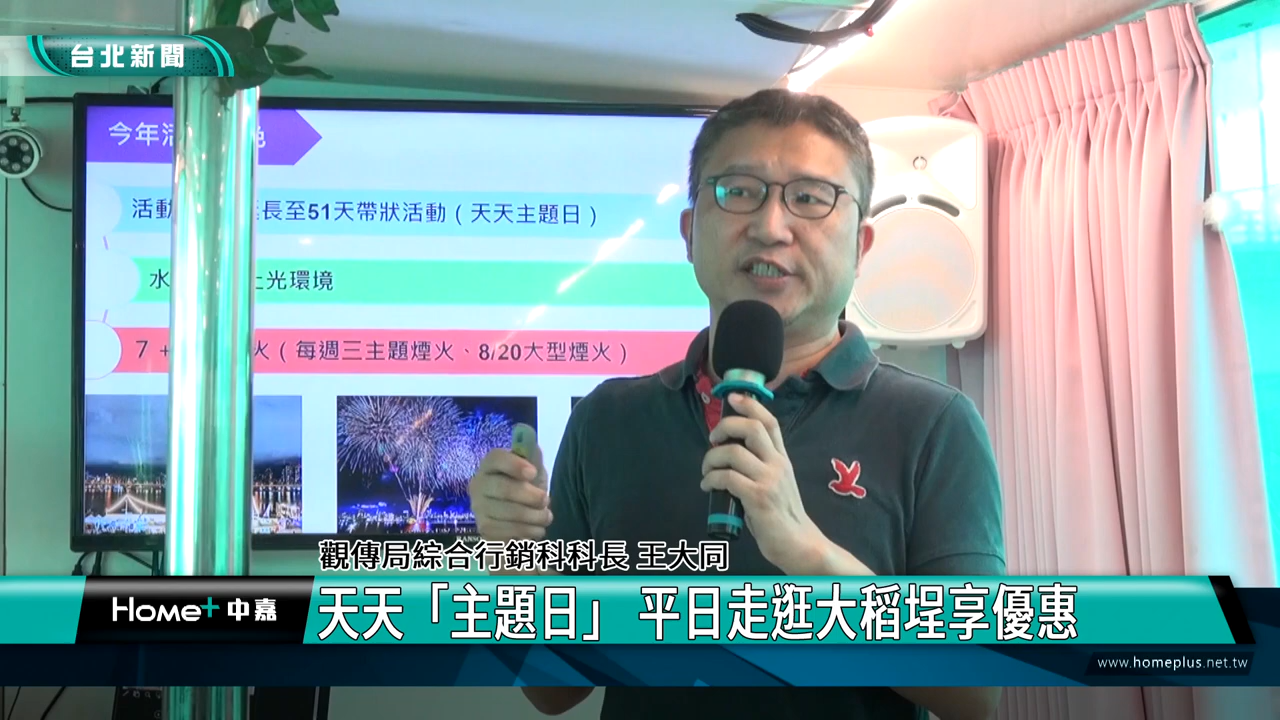 台北新聞
今年活
活動
長至51天帶狀活動（天天主題日）
水
光環境
7 +
火（每週三主題煙火、8/20大型煙火）
觀傳局綜合行銷科科長 王大同
Home+中嘉
天天「主題日」 平日走逛大稻埕享優惠
www.homeplus.net.tw